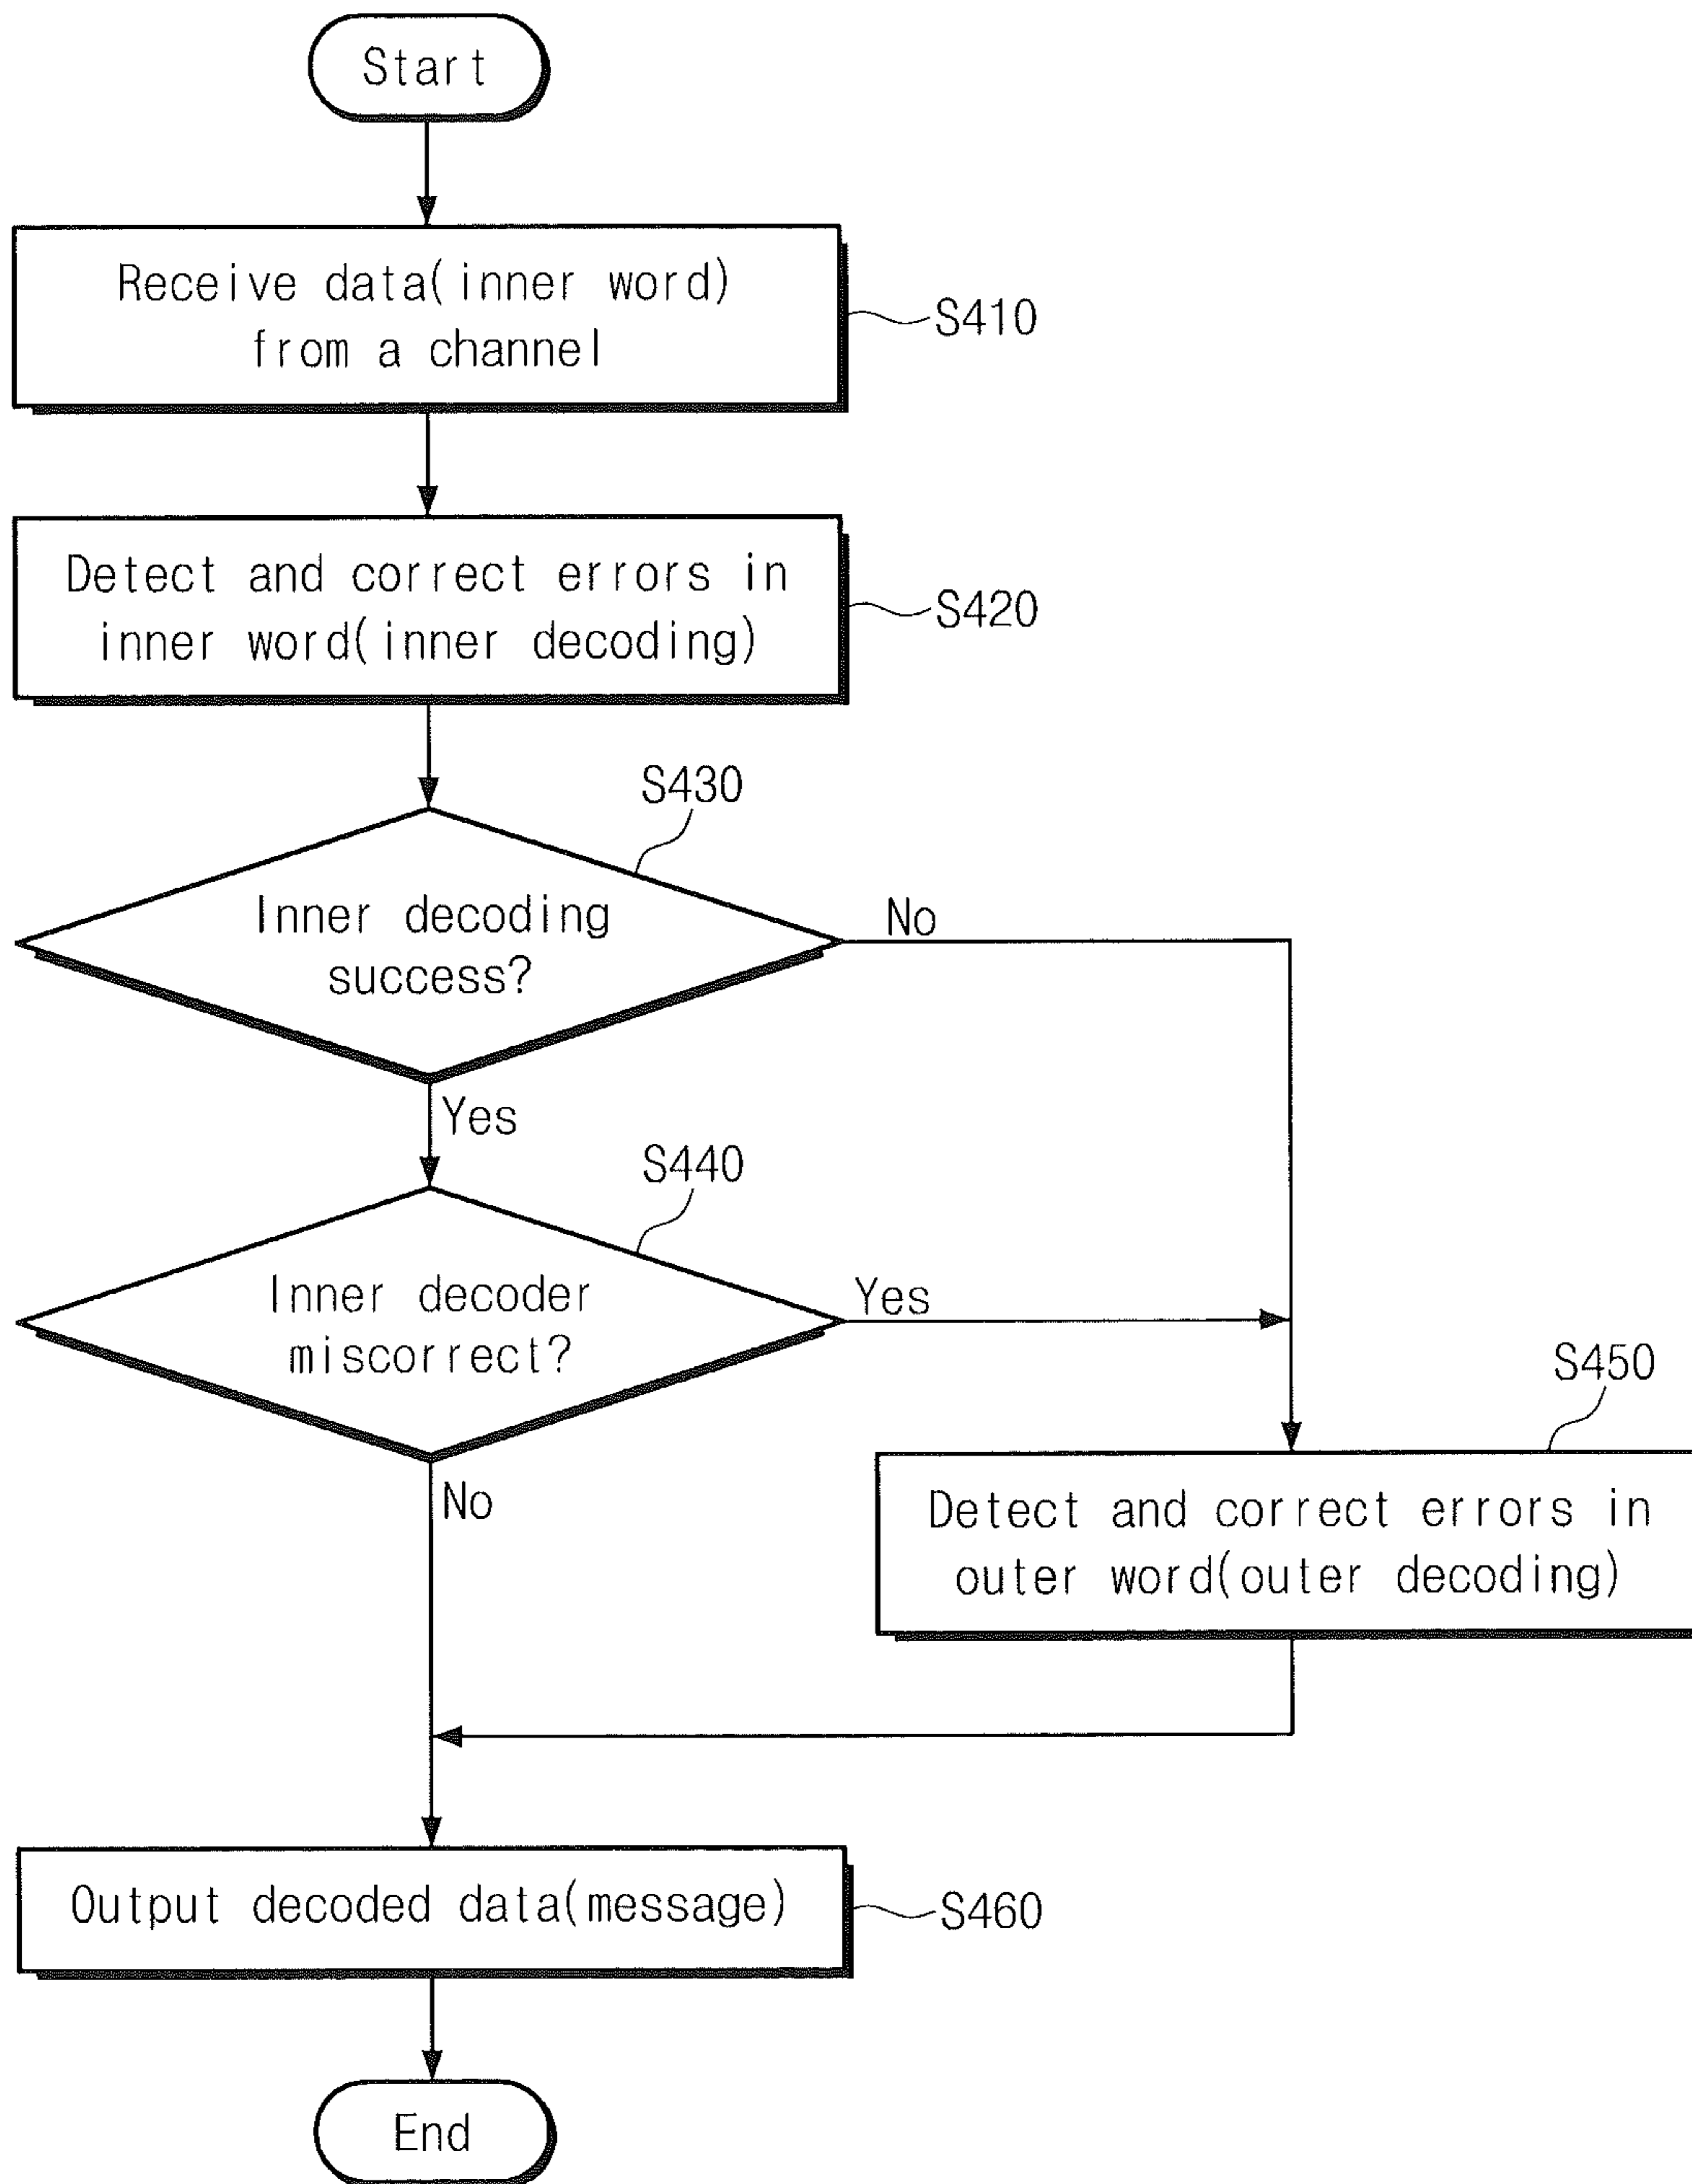 Start
Receive data(inner word)
from a channel
S410
Detect and correct errors in
inner word(inner decoding)
S420
S430
Inner decoding
success?
No
Yes
S440
Inner decoder
miscorrect?
Yes
No
S450
Detect and correct errors in
outer word(outer decoding)
Output decoded data(message)
S460
End